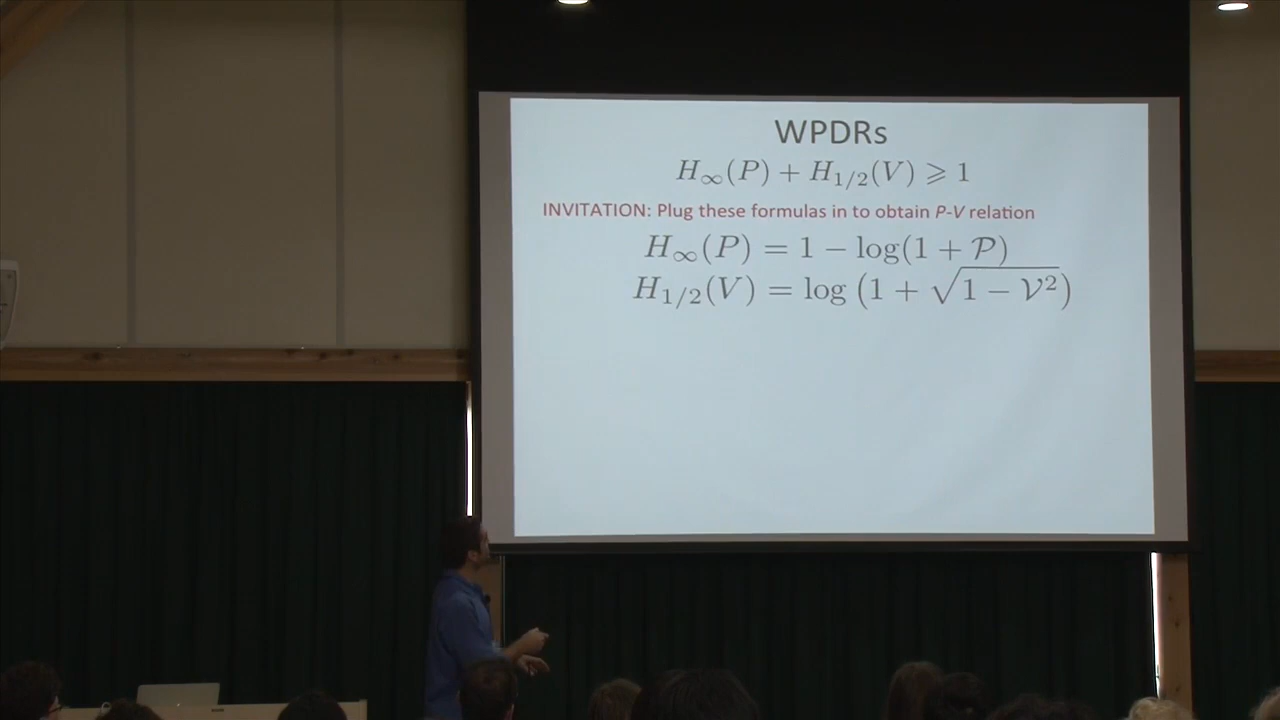 WPDRs
H∞(P) + H1/2(V) ⩾ 1
INVITATION: Plug these formulas in to obtain P-V relation
H∞(P) = 1 − log(1 + 𝒫)
H1/2(V) = log (1 + √1 − 𝒱²)